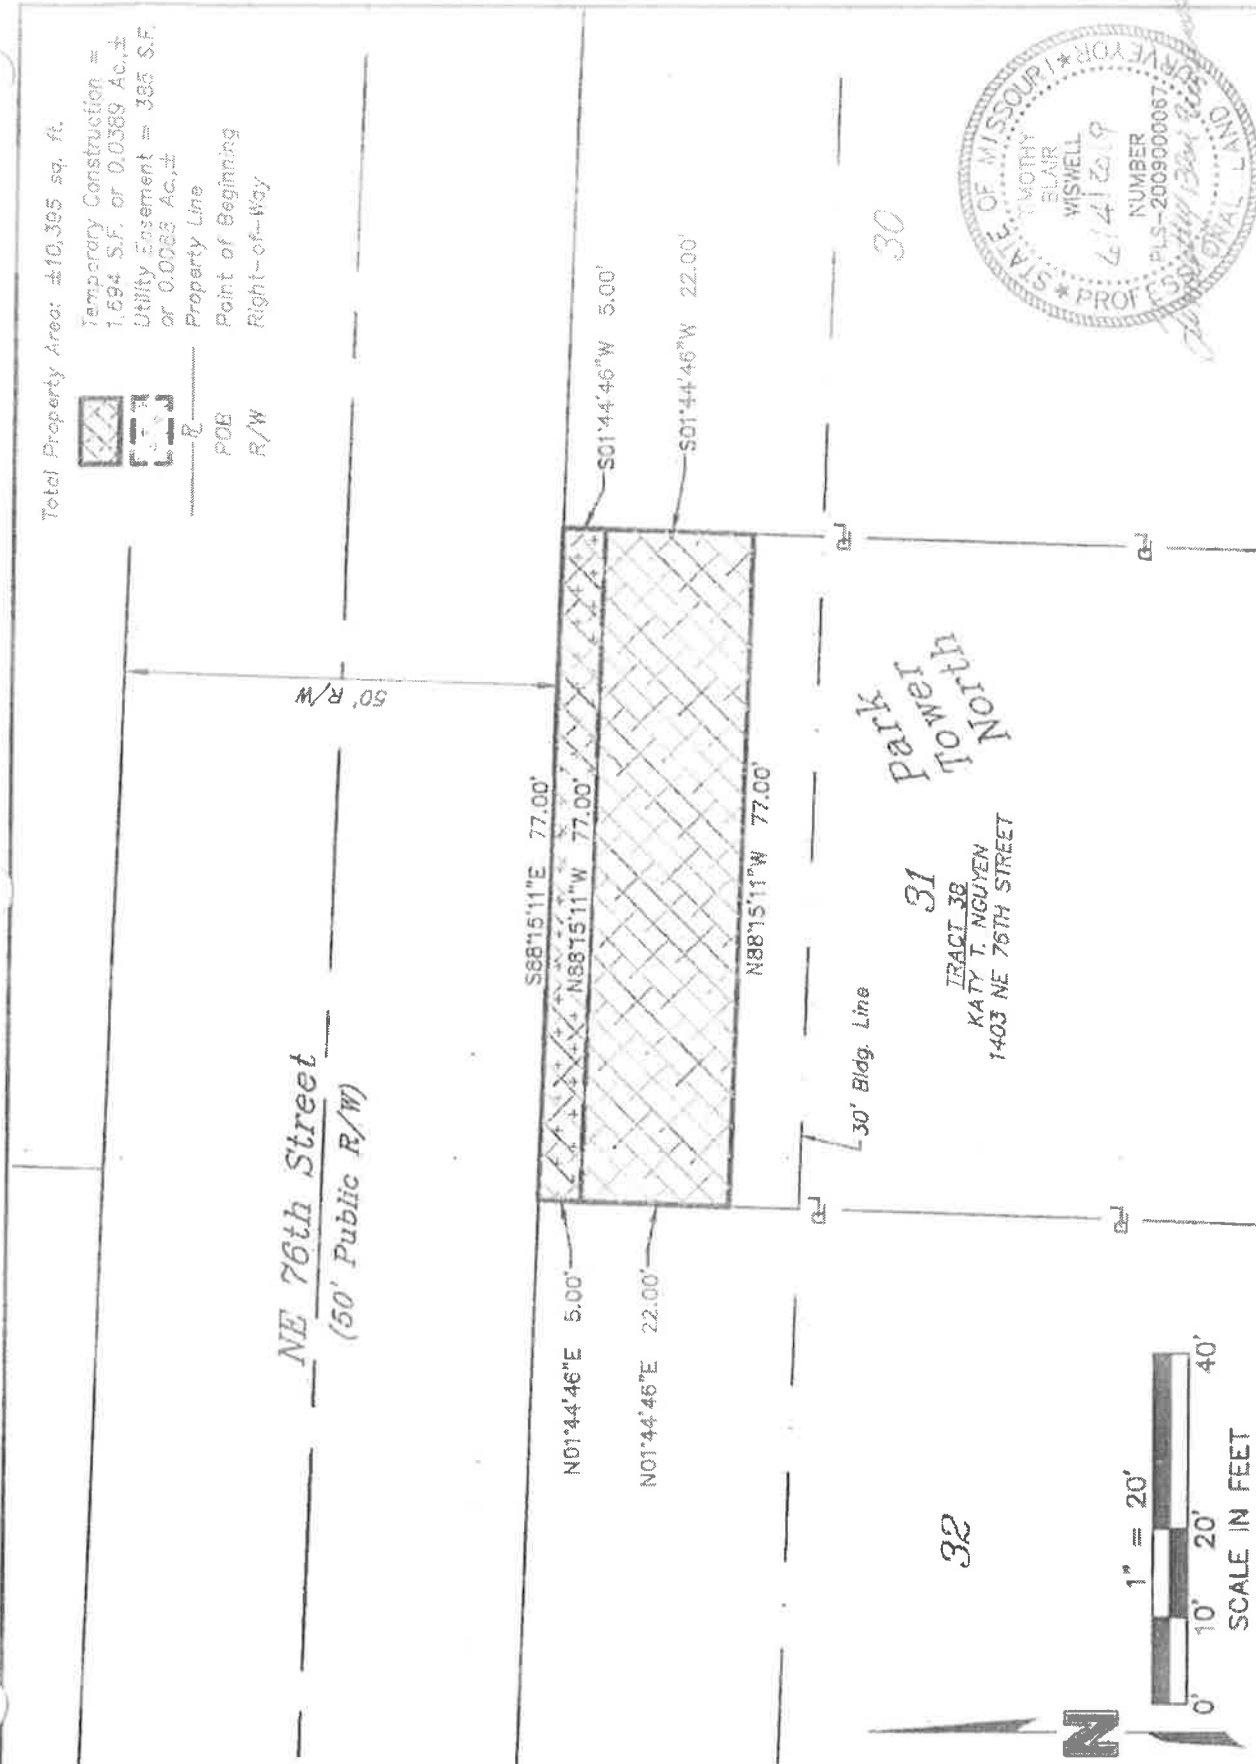 Total Property Area: ±10,395 sq. ft.
Temporary Construction =
1,694 S.F. or 0.0389 Ac.±
Utility Easement = 385 S.F.
or 0.0088 Ac.±
Property Line
POB Point of Beginning
R/W Right-of-Way
50' R/W
NE 76th Street
(50' Public R/W)
S88°15'11"E 77.00'
N88°15'11"W 77.00'
N88°15'11"W 77.00'
S01°44'46"W 5.00'
S01°44'46"W 22.00'
N01°44'46"E 5.00'
N01°44'46"E 22.00'
30' Bldg. Line
30
31
32
TRACT 38
KATY T. NGUYEN
1403 NE 76TH STREET
Park
Tower
North
STATE OF MISSOURI
PROFESSIONAL LAND SURVEYOR
TIMOTHY
BLAIR
WISWELL
NUMBER
PLS-2009000067
N
1" = 20'
0' 10' 20' 40'
SCALE IN FEET